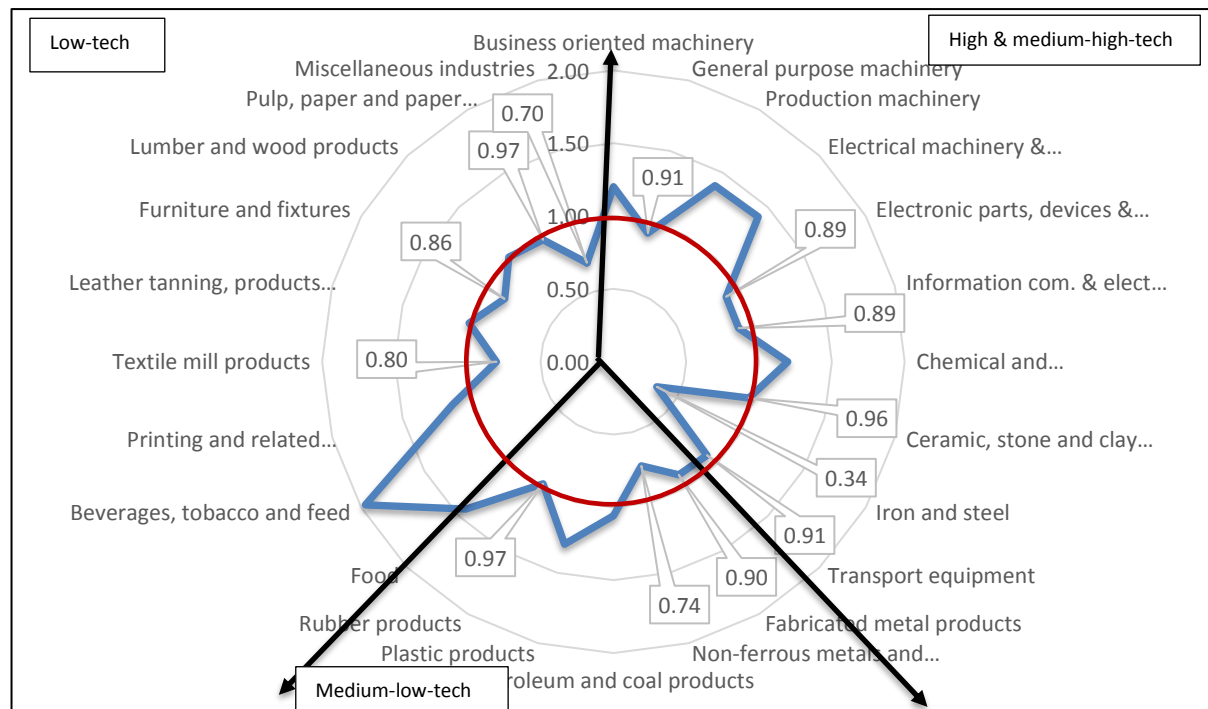 Low-tech
High & medium-high-tech
Business oriented machinery
Miscellaneous industries
General purpose machinery
2.00
Pulp, paper and paper...
Production machinery
0.70
Lumber and wood products
1.50
Electrical machinery &...
0.97
0.91
Furniture and fixtures
1.00
Electronic parts, devices &...
0.86
0.89
Leather tanning, products...
0.50
Information com. & elect...
0.89
Textile mill products
0.80
0.00
Chemical and...
0.96
Printing and related...
Ceramic, stone and clay...
0.34
Beverages, tobacco and feed
Iron and steel
0.91
0.97
0.90
Food
Transport equipment
0.74
Rubber products
Fabricated metal products
Plastic products
Non-ferrous metals and...
Medium-low-tech
roleum and coal products